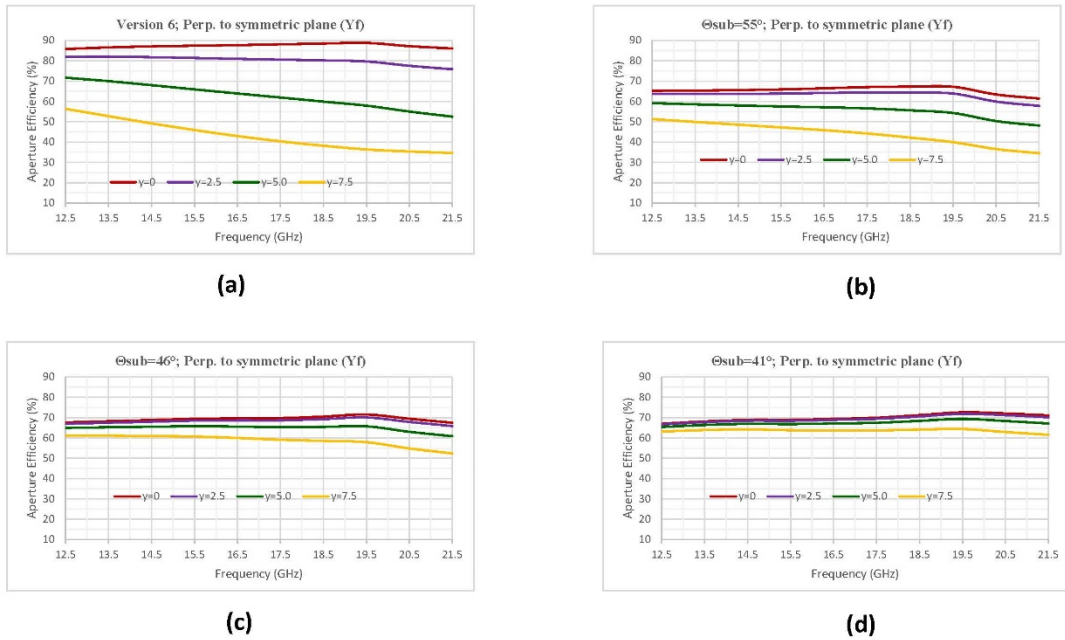 Version 6; Perp. to symmetric plane (Yf)
Aperture Efficiency (%)
90
80
70
60
50
40
30
20
10
y=0 y=2.5 y=5.0 y=7.5
12.5 13.5 14.5 15.5 16.5 17.5 18.5 19.5 20.5 21.5
Frequency (GHz)
(a)
Θsub=55°; Perp. to symmetric plane (Yf)
Aperture Efficiency (%)
90
80
70
60
50
40
30
20
10
y=0 y=2.5 y=5.0 y=7.5
12.5 13.5 14.5 15.5 16.5 17.5 18.5 19.5 20.5 21.5
Frequency (GHz)
(b)
Θsub=46°; Perp. to symmetric plane (Yf)
Aperture Efficiency (%)
90
80
70
60
50
40
30
20
10
y=0 y=2.5 y=5.0 y=7.5
12.5 13.5 14.5 15.5 16.5 17.5 18.5 19.5 20.5 21.5
Frequency (GHz)
(c)
Θsub=41°; Perp. to symmetric plane (Yf)
Aperture Efficiency (%)
90
80
70
60
50
40
30
20
10
y=0 y=2.5 y=5.0 y=7.5
12.5 13.5 14.5 15.5 16.5 17.5 18.5 19.5 20.5 21.5
Frequency (GHz)
(d)